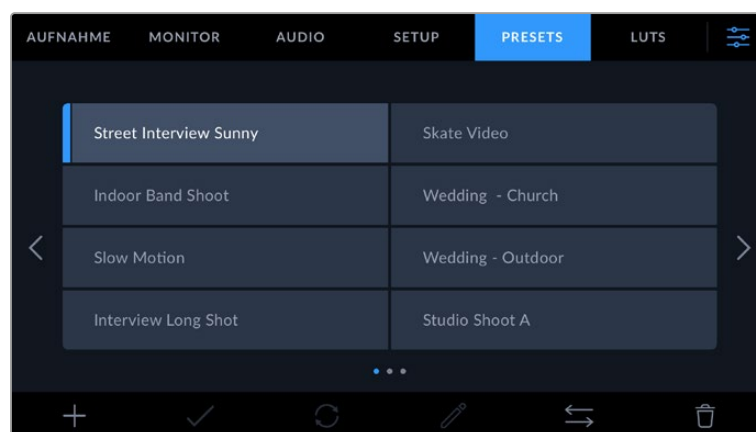 AUFNAHME MONITOR AUDIO SETUP PRESETS LUTS
Street Interview Sunny Skate Video
Indoor Band Shoot Wedding - Church
Slow Motion Wedding - Outdoor
Interview Long Shot Studio Shoot A